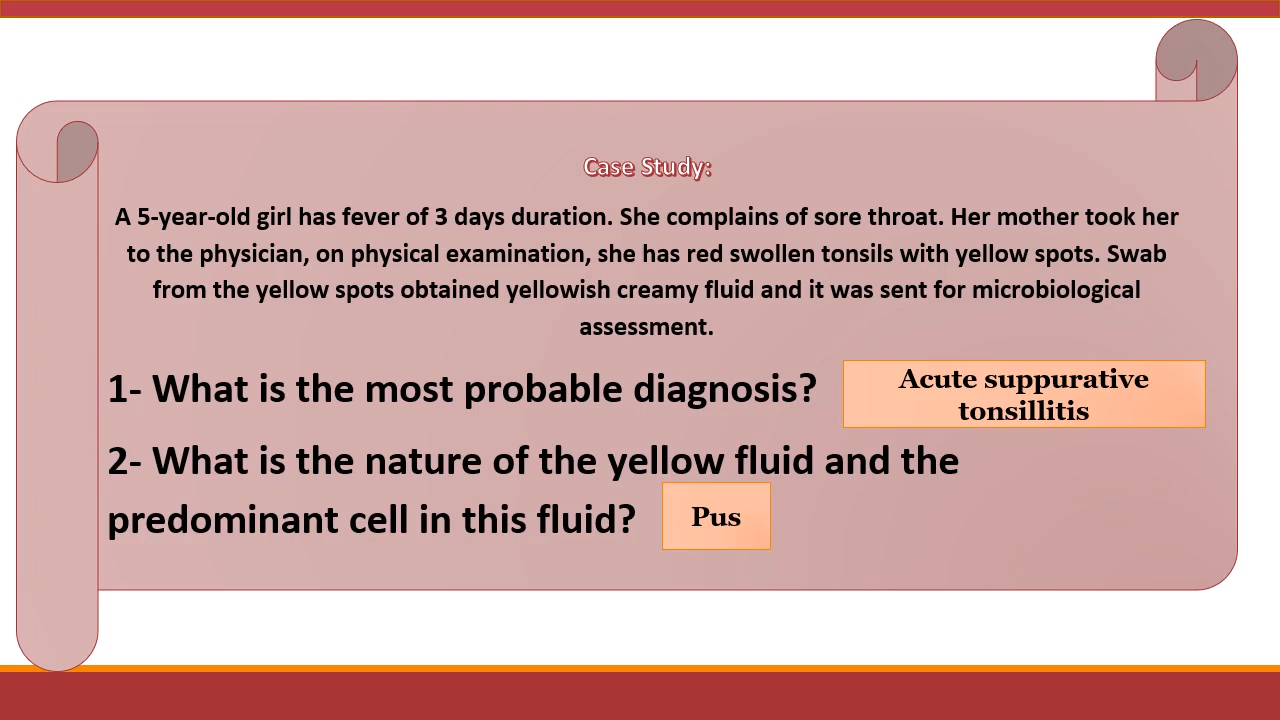 Case Study:
A 5-year-old girl has fever of 3 days duration. She complains of sore throat. Her mother took her
to the physician, on physical examination, she has red swollen tonsils with yellow spots. Swab
from the yellow spots obtained yellowish creamy fluid and it was sent for microbiological
assessment.
1- What is the most probable diagnosis?
Acute suppurative
tonsillitis
2- What is the nature of the yellow fluid and the
predominant cell in this fluid?
Pus